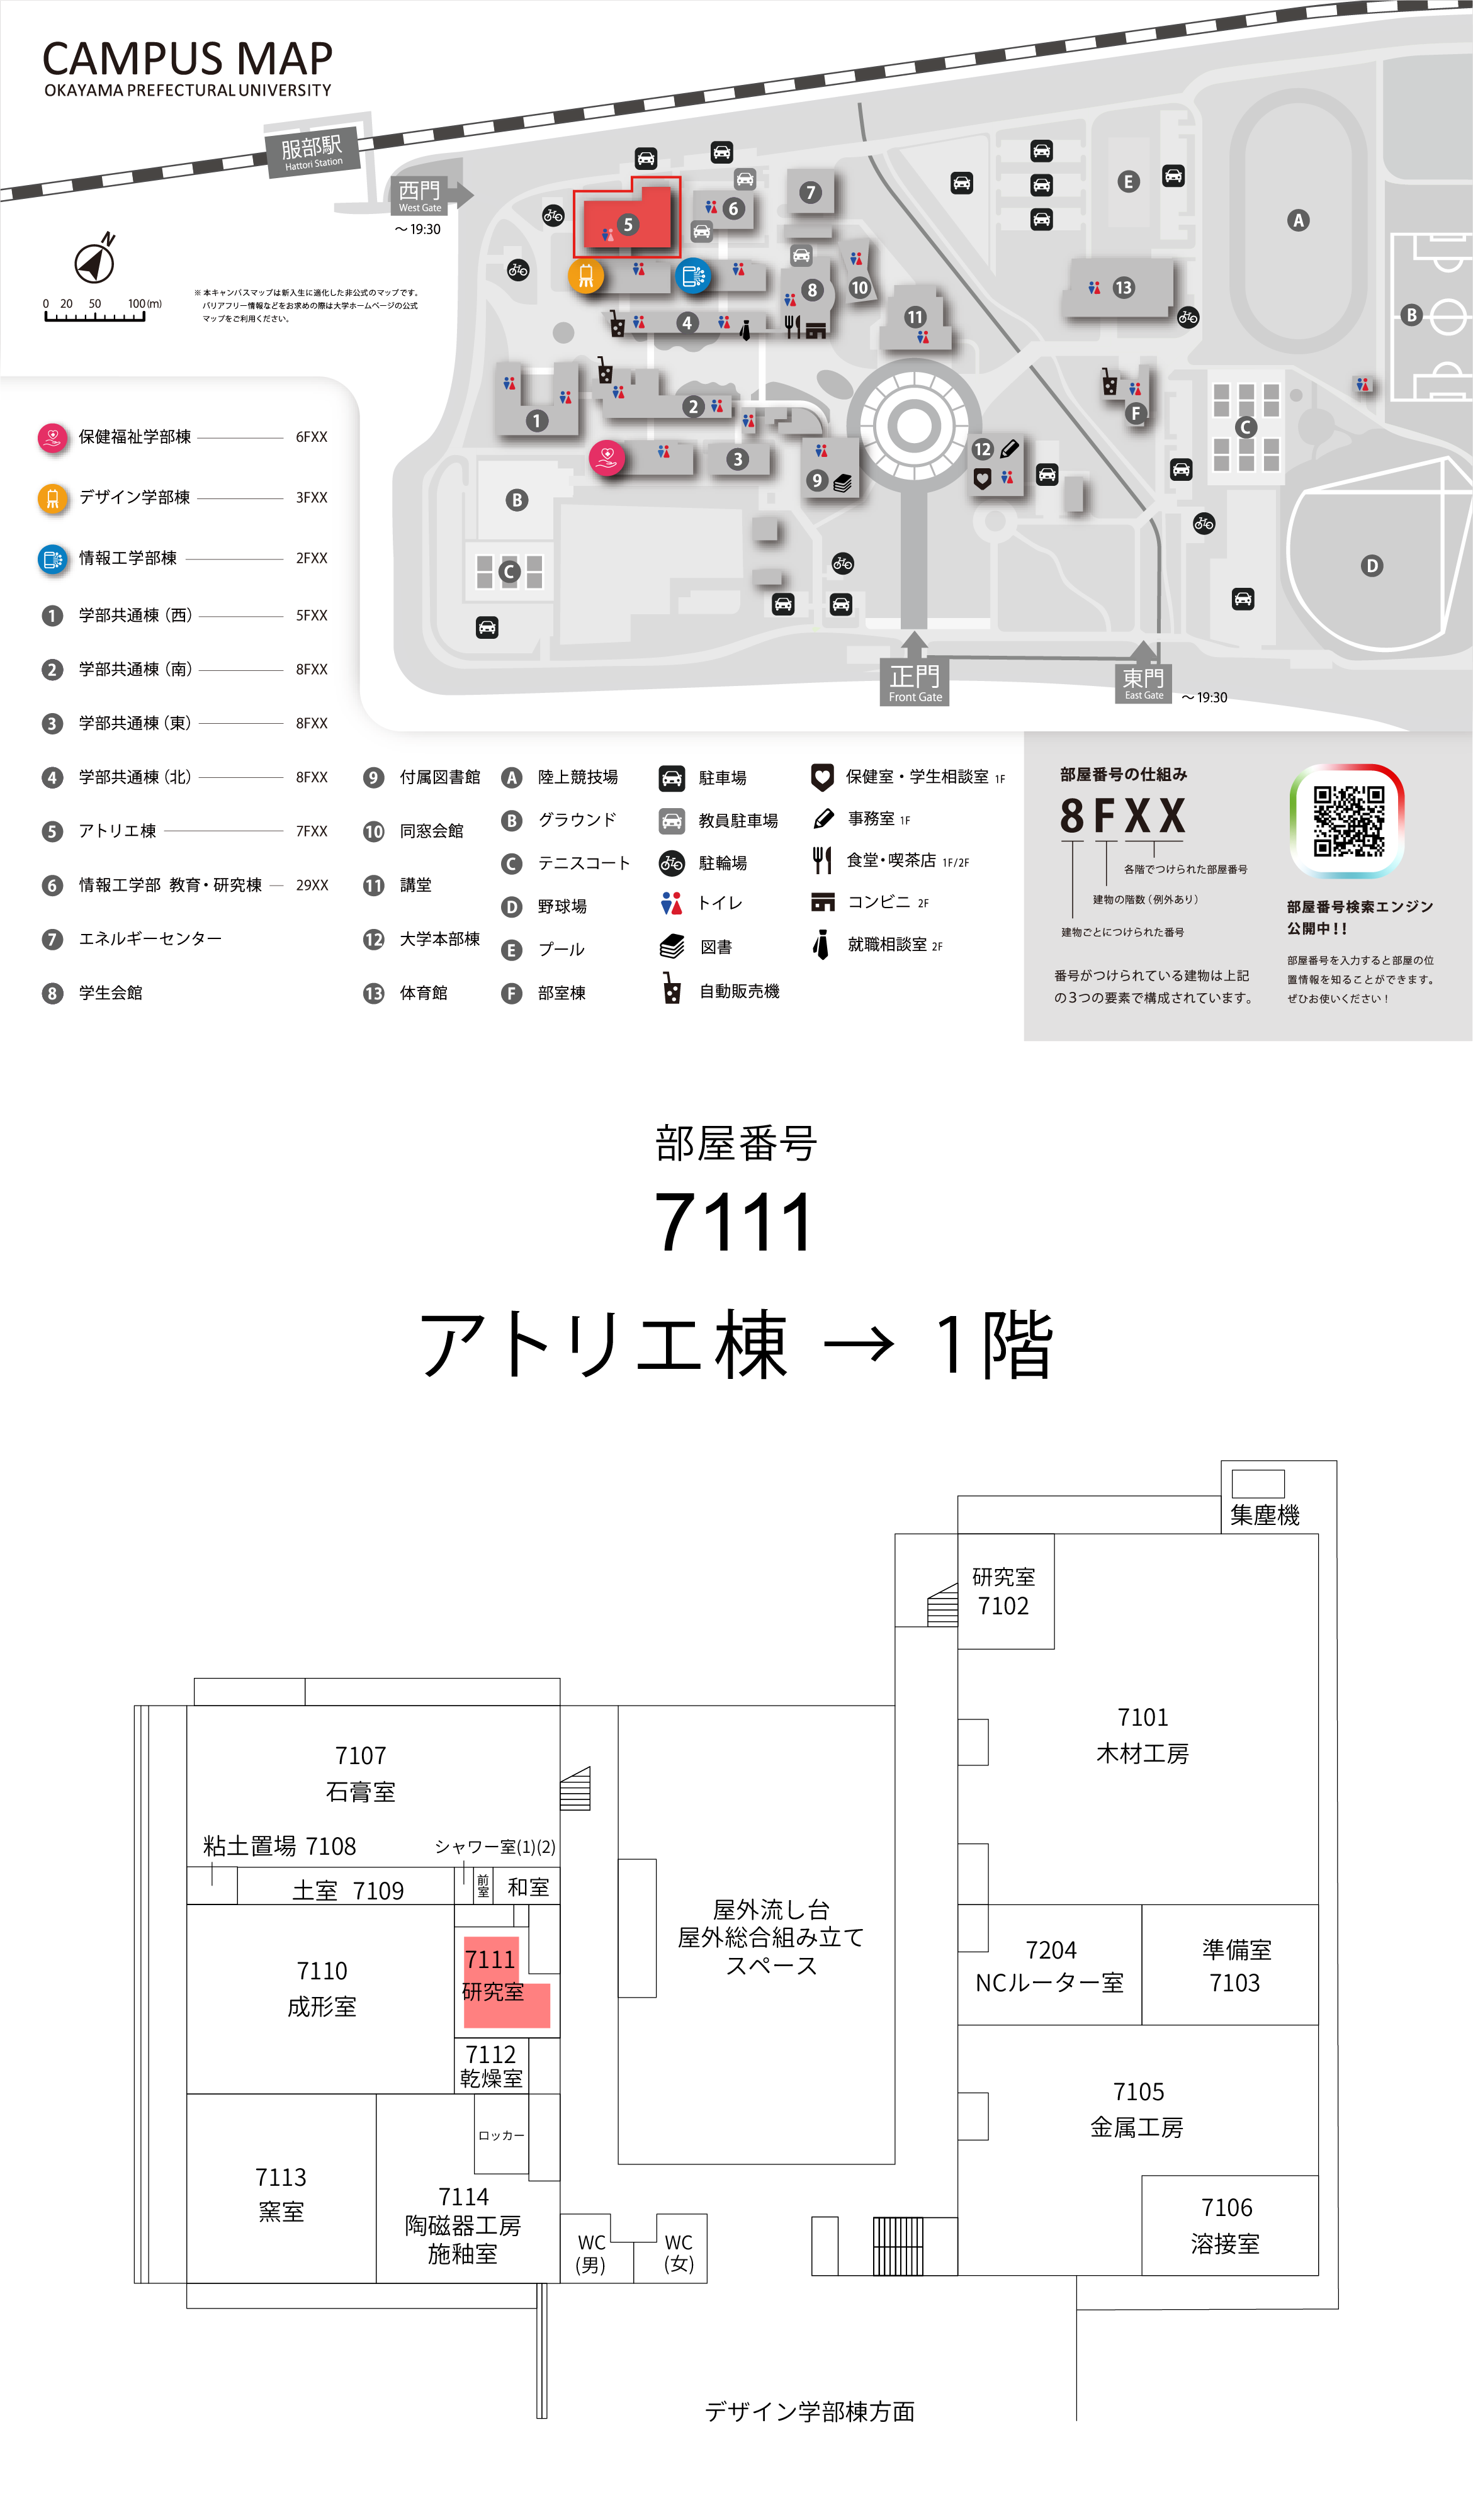 CAMPUS MAP
OKAYAMA PREFECTURAL UNIVERSITY
服部駅
Hattori Station
西門
West Gate
～19:30
N
0 20 50 100(m)
※ 本キャンパスマップは新入生に適化した非公式のマップです。
バリアフリー情報などをお求めの際は大学ホームページの公式
マップをご利用ください。
5
6
7
8
10
4
11
13
1
2
3
9
12
A
B
C
D
E
F
B
C
正門
Front Gate
東門
East Gate
～19:30
保健福祉学部棟 6FXX
デザイン学部棟 3FXX
情報工学部棟 2FXX
1 学部共通棟（西） 5FXX
2 学部共通棟（南） 8FXX
3 学部共通棟（東） 8FXX
4 学部共通棟（北） 8FXX
5 アトリエ棟 7FXX
6 情報工学部 教育・研究棟 29XX
7 エネルギーセンター
8 学生会館
9 付属図書館
10 同窓会館
11 講堂
12 大学本部棟
13 体育館
A 陸上競技場
B グラウンド
C テニスコート
D 野球場
E プール
F 部室棟
駐車場
教員駐車場
駐輪場
トイレ
図書
自動販売機
保健室・学生相談室 1F
事務室 1F
食堂・喫茶店 1F/2F
コンビニ 2F
就職相談室 2F
部屋番号の仕組み
8FXX
各階でつけられた部屋番号
建物の階数（例外あり）
建物ごとにつけられた番号
番号がつけられている建物は上記
の3つの要素で構成されています。
部屋番号検索エンジン
公開中！！
部屋番号を入力すると部屋の位
置情報を知ることができます。
ぜひお使いください！
部屋番号
7111
アトリエ棟 → 1階
集塵機
研究室
7102
7101
木材工房
7107
石膏室
粘土置場 7108
シャワー室(1)(2)
土室 7109
前室
和室
7110
成形室
7111
研究室
7112
乾燥室
屋外流し台
屋外総合組み立て
スペース
7204
NCルーター室
準備室
7103
7105
金属工房
7106
溶接室
ロッカー
7113
窯室
7114
陶磁器工房
施釉室
WC
(男)
WC
(女)
デザイン学部棟方面